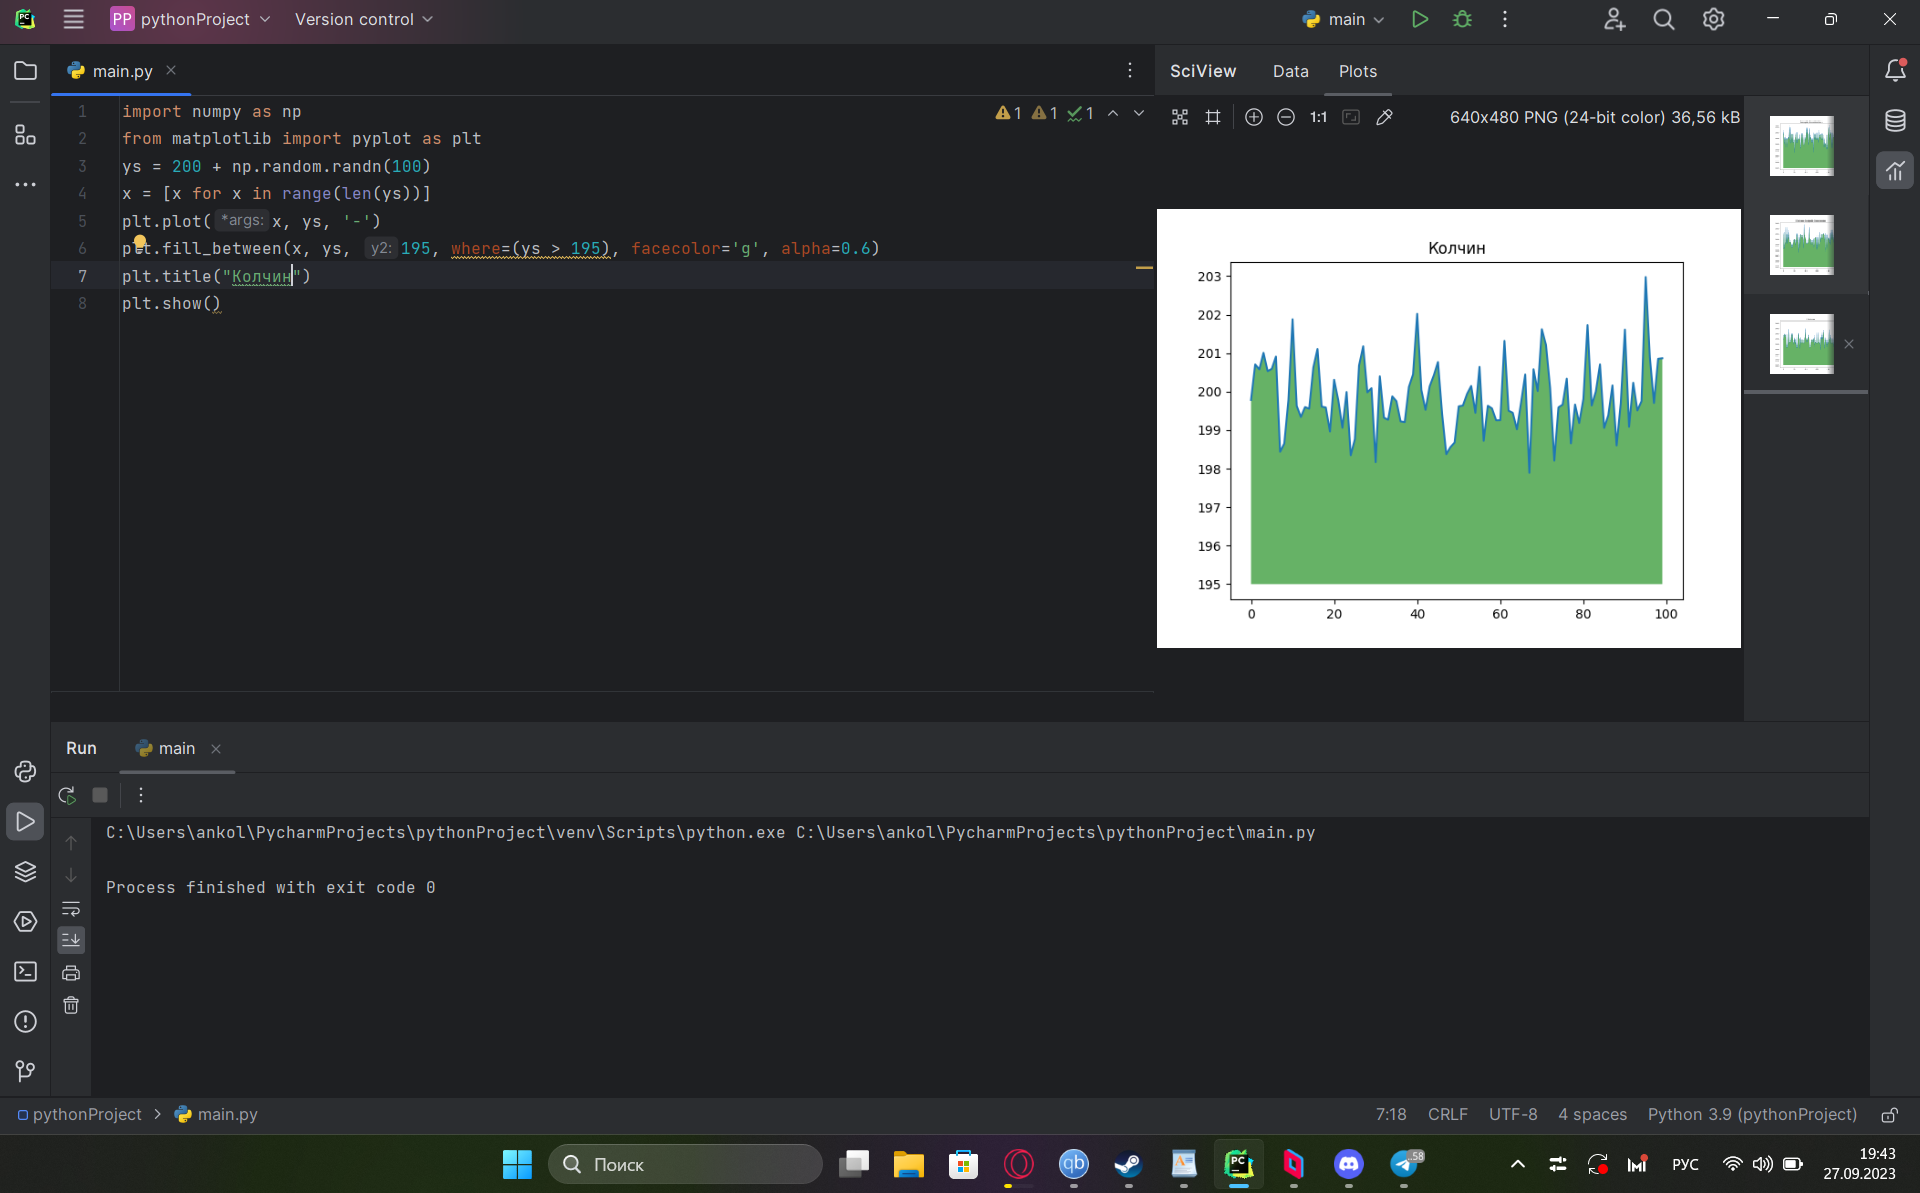 PC
PP pythonProject
Version control
main
main.py
SciView
Data
Plots
1 import numpy as np
2 from matplotlib import pyplot as plt
3 ys = 200 + np.random.randn(100)
4 x = [x for x in range(len(ys))]
5 plt.plot( *args: x, ys, '-')
6 plt.fill_between(x, ys, y2: 195, where=(ys > 195), facecolor='g', alpha=0.6)
7 plt.title("Колчин")
8 plt.show()
1 1 1
1:1
640x480 PNG (24-bit color) 36,56 kB
Колчин
203
202
201
200
199
198
197
196
195
0 20 40 60 80 100
Run
main
C:\Users\ankol\PycharmProjects\pythonProject\venv\Scripts\python.exe C:\Users\ankol\PycharmProjects\pythonProject\main.py
Process finished with exit code 0
pythonProject > main.py
7:18 CRLF UTF-8 4 spaces Python 3.9 (pythonProject)
Поиск
qb
PC
58
РУС
19:43
27.09.2023